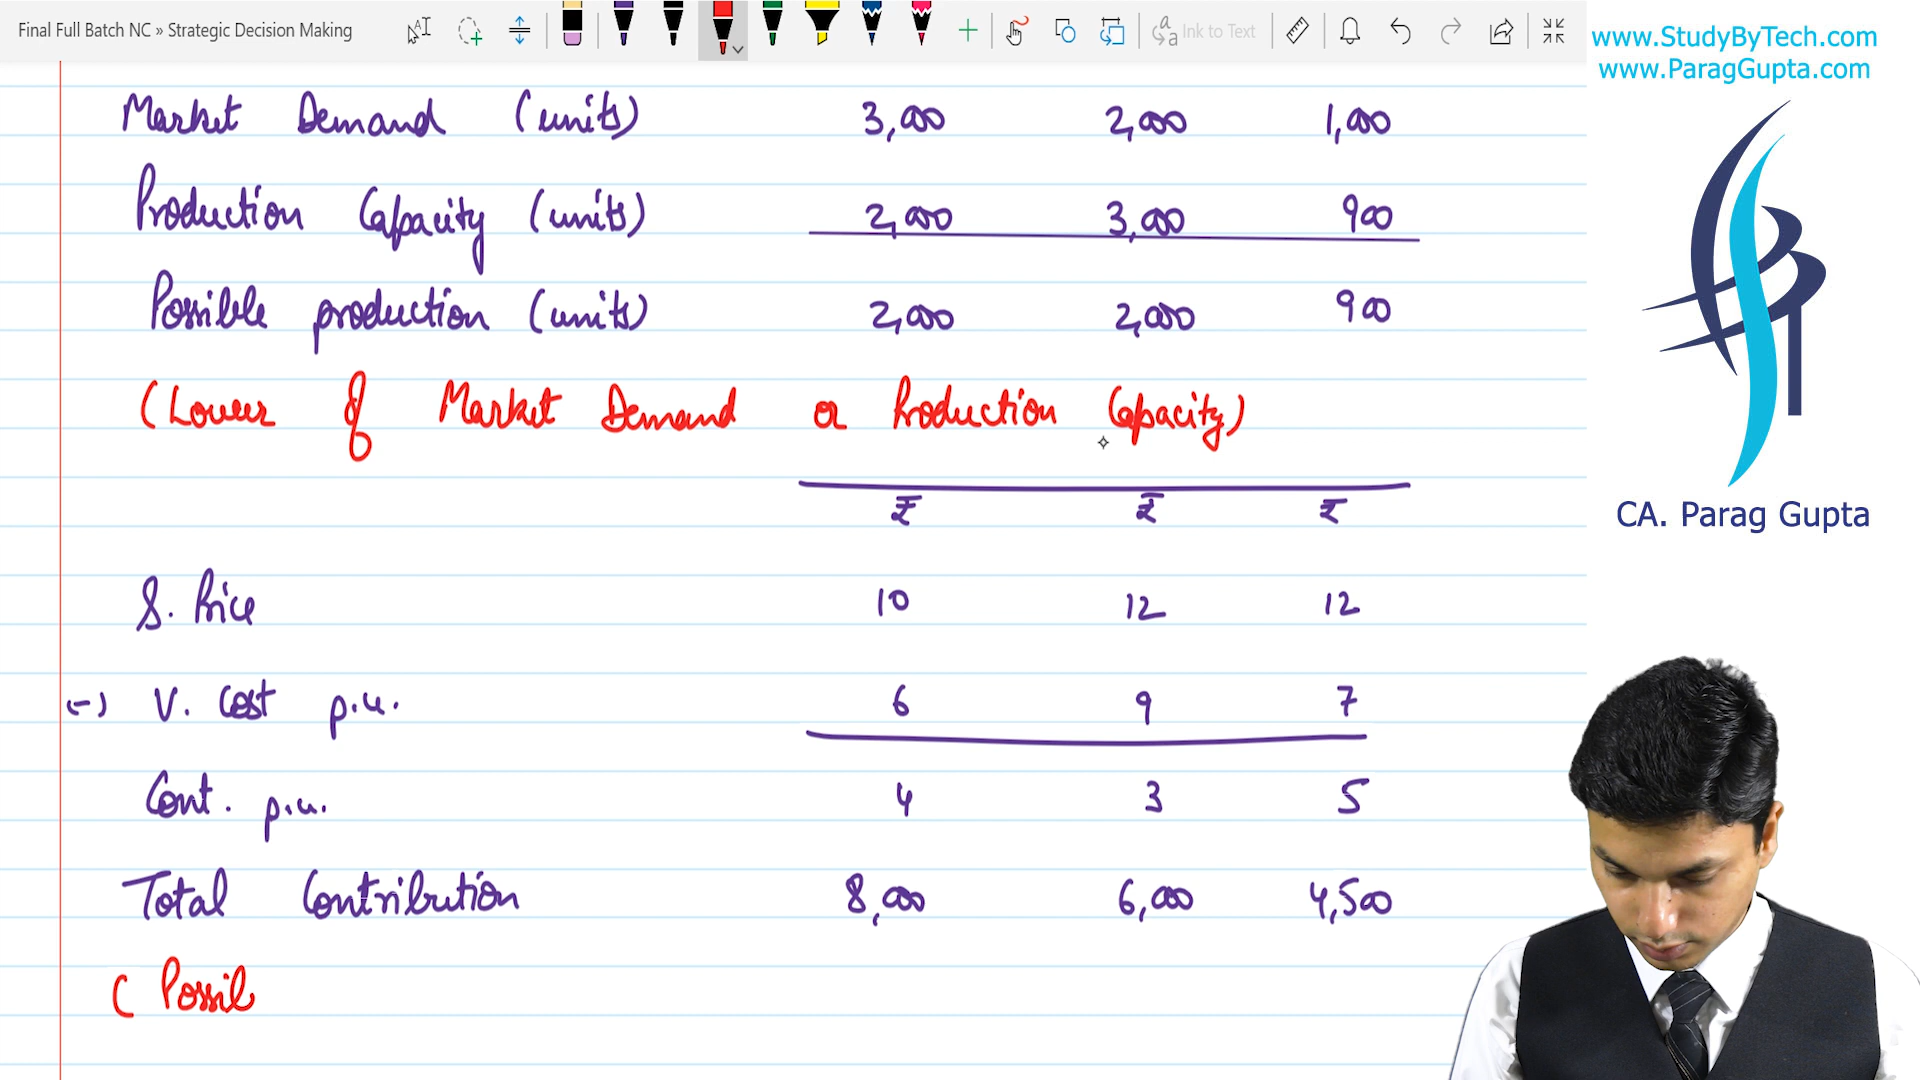 Final Full Batch NC » Strategic Decision Making
Ink to Text
www.StudyByTech.com
www.ParagGupta.com
Market Demand (units) 3,000 2,000 1,000
Production Capacity (units) 2,000 3,000 900
Possible production (units) 2,000 2,000 900
(Lower of Market Demand or Production Capacity)
₹ ₹ ₹
CA. Parag Gupta
S. Price 10 12 12
(-) V. Cost p.u. 6 9 7
Cont. p.u. 4 3 5
Total Contribution 8,000 6,000 4,500
( Possib